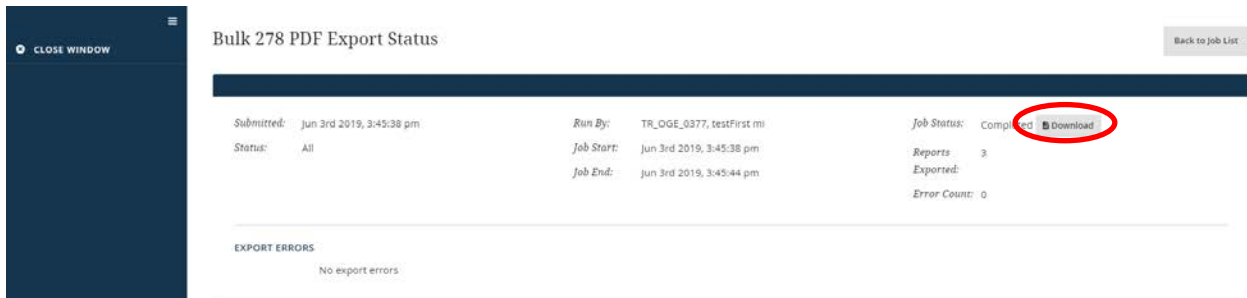 CLOSE WINDOW
Bulk 278 PDF Export Status
Back to Job List
Submitted: Jun 3rd 2019, 3:45:38 pm
Status: All
Run By: TR_OGE_0377, testFirst mi
Job Start: Jun 3rd 2019, 3:45:38 pm
Job End: Jun 3rd 2019, 3:45:44 pm
Job Status: Completed Download
Reports 3
Exported:
Error Count: 0
EXPORT ERRORS
No export errors